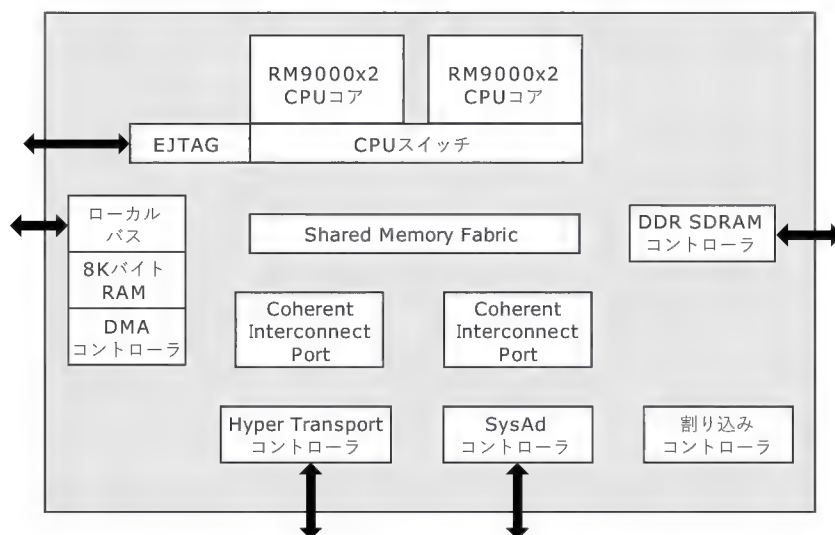 RM9000x2
CPUコア
RM9000x2
CPUコア
EJTAG
CPUスイッチ
ローカル
バス
8Kバイト
RAM
DMA
コントローラ
Shared Memory Fabric
DDR SDRAM
コントローラ
Coherent
Interconnect
Port
Coherent
Interconnect
Port
Hyper Transport
コントローラ
SysAd
コントローラ
割り込み
コントローラ